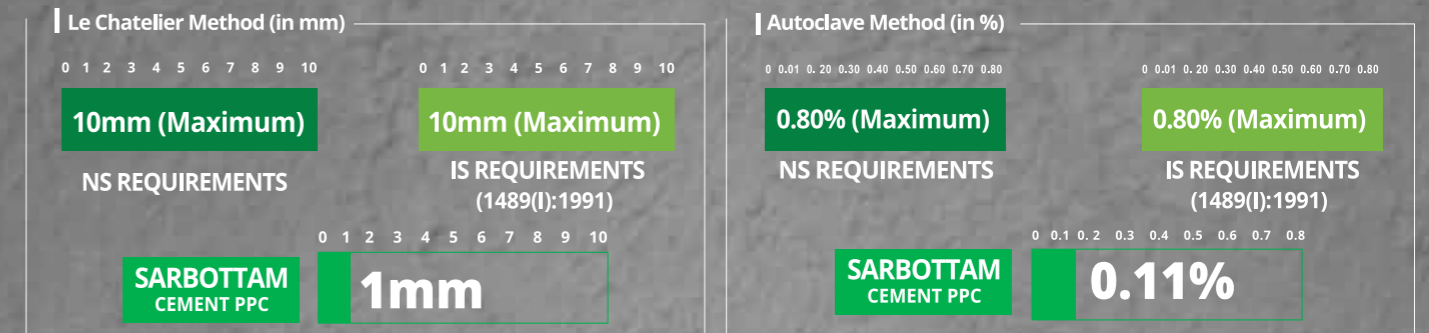 Le Chatelier Method (in mm)
0 1 2 3 4 5 6 7 8 9 10
0 1 2 3 4 5 6 7 8 9 10
10mm (Maximum)
10mm (Maximum)
NS REQUIREMENTS
IS REQUIREMENTS
(1489(I):1991)
0 1 2 3 4 5 6 7 8 9 10
SARBOTTAM
CEMENT PPC
1mm
Autoclave Method (in %)
0 0.01 0. 20 0.30 0.40 0.50 0.60 0.70 0.80
0 0.01 0. 20 0.30 0.40 0.50 0.60 0.70 0.80
0.80% (Maximum)
0.80% (Maximum)
NS REQUIREMENTS
IS REQUIREMENTS
(1489(I):1991)
0 0.1 0. 2 0.3 0.4 0.5 0.6 0.7 0.8
SARBOTTAM
CEMENT PPC
0.11%